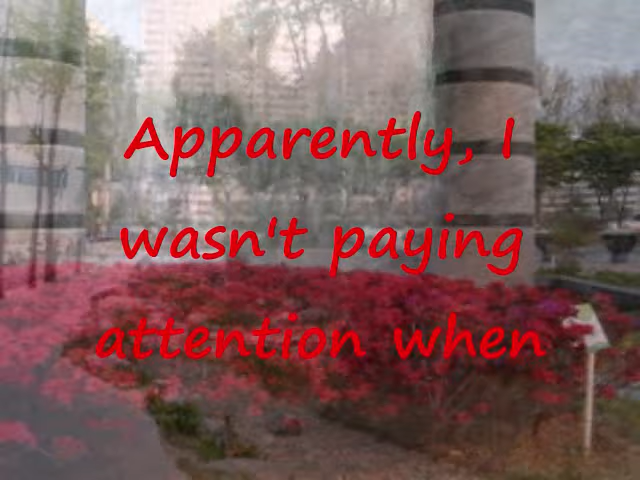 Apparently, I
wasn't paying
attention when